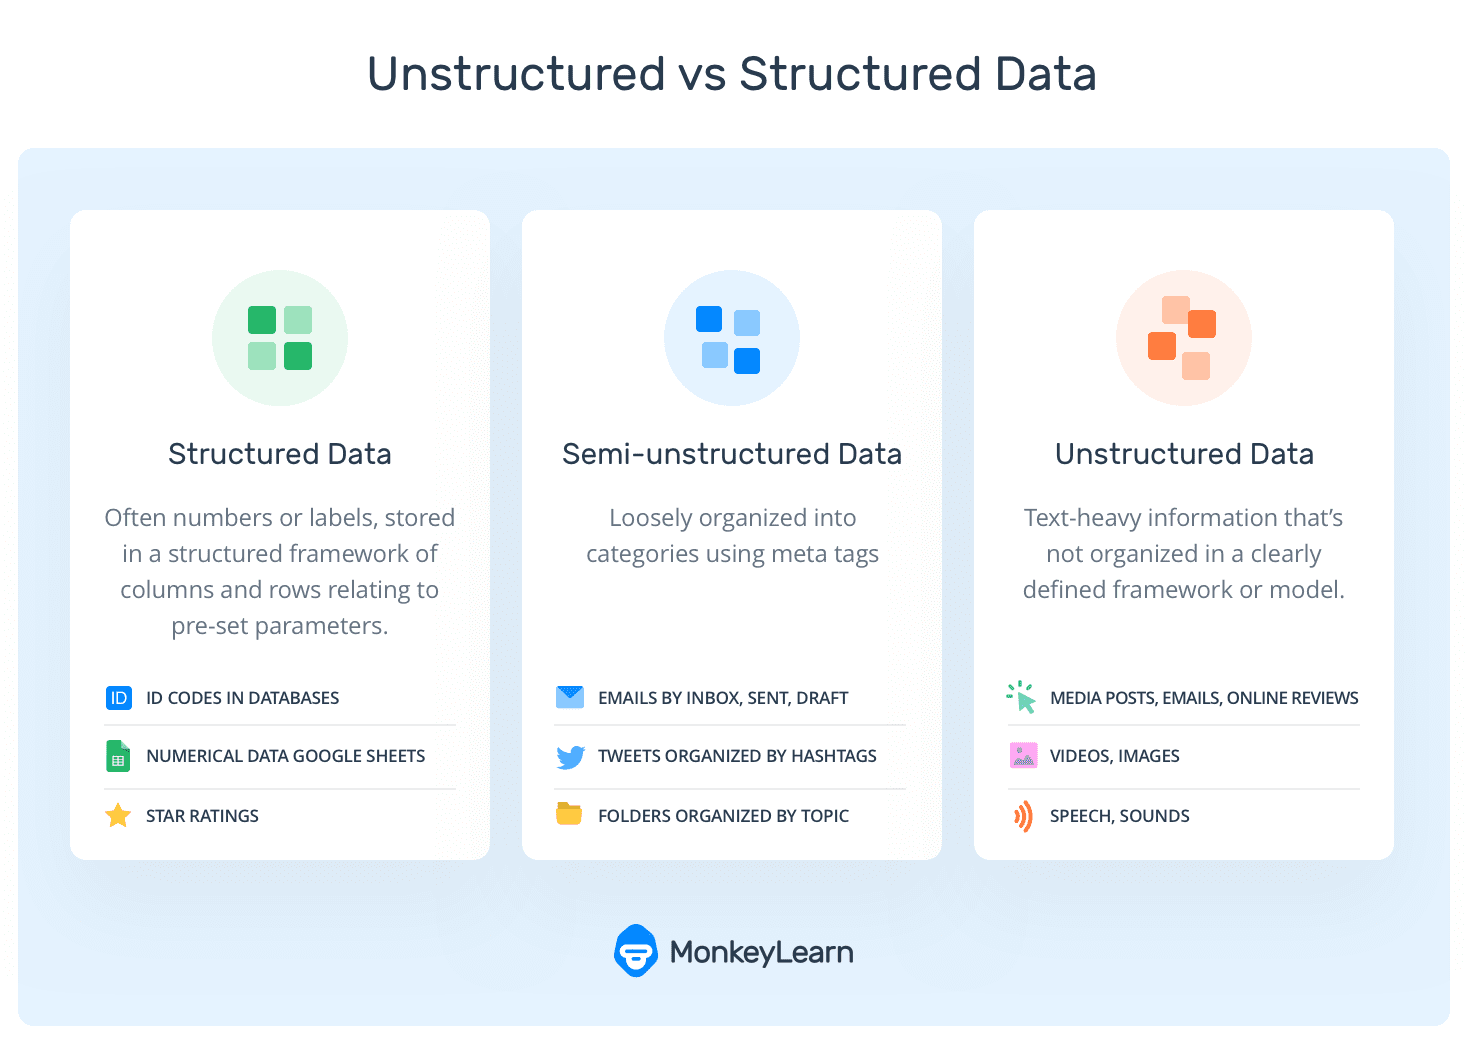 Unstructured vs Structured Data
Structured Data
Often numbers or labels, stored
in a structured framework of
columns and rows relating to
pre-set parameters.
ID
ID CODES IN DATABASES
NUMERICAL DATA GOOGLE SHEETS
STAR RATINGS
Semi-unstructured Data
Loosely organized into
categories using meta tags
EMAILS BY INBOX, SENT, DRAFT
TWEETS ORGANIZED BY HASHTAGS
FOLDERS ORGANIZED BY TOPIC
Unstructured Data
Text-heavy information that’s
not organized in a clearly
defined framework or model.
MEDIA POSTS, EMAILS, ONLINE REVIEWS
VIDEOS, IMAGES
SPEECH, SOUNDS
MonkeyLearn